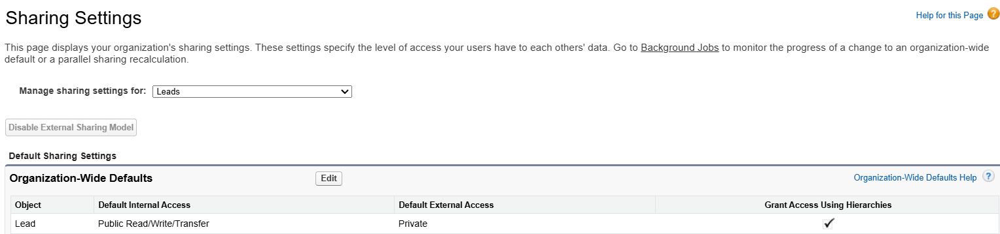 Sharing Settings
Help for this Page ?
This page displays your organization's sharing settings. These settings specify the level of access your users have to each others' data. Go to Background Jobs to monitor the progress of a change to an organization-wide
default or a parallel sharing recalculation.
Manage sharing settings for: Leads
Disable External Sharing Model
Default Sharing Settings
Organization-Wide Defaults Edit Organization-Wide Defaults Help ?
Object Default Internal Access Default External Access Grant Access Using Hierarchies
Lead Public Read/Write/Transfer Private ✓